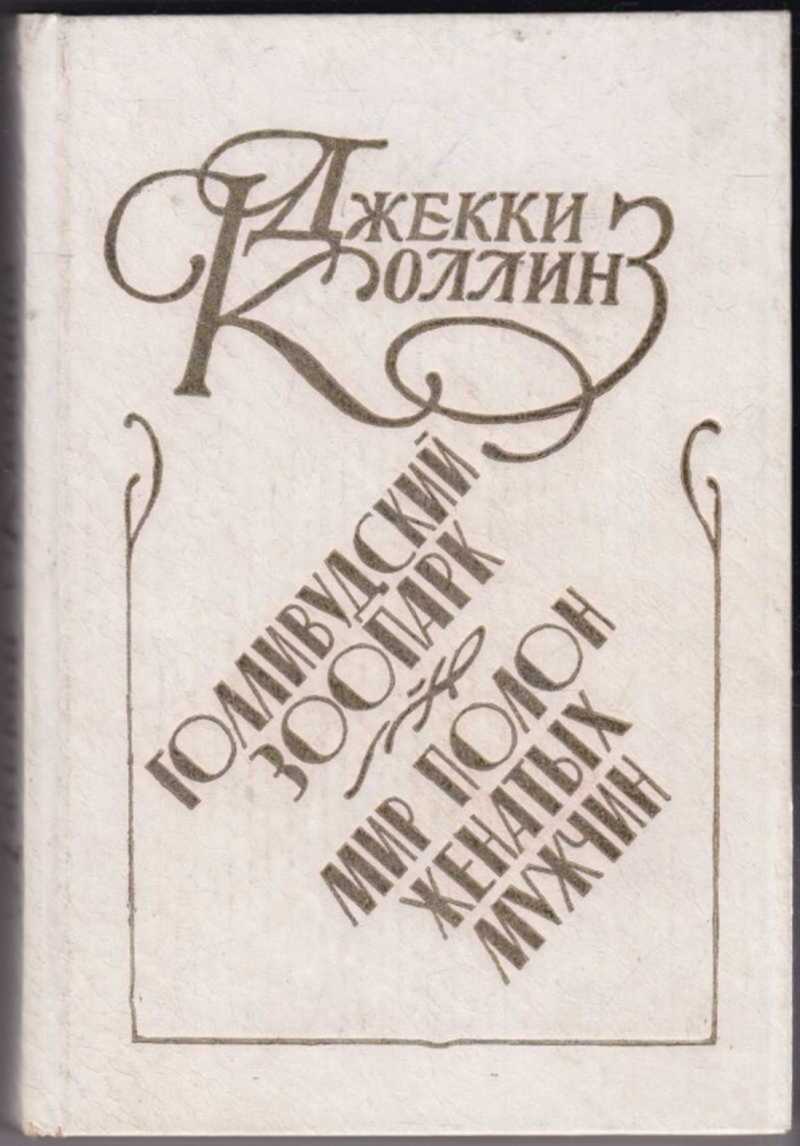 ДЖЕККИ
КОЛЛИНЗ
ГОЛЛИВУДСКИЙ
ЗООПАРК
МИР ПОЛОН
ЖЕНАТЫХ
МУЖЧИН